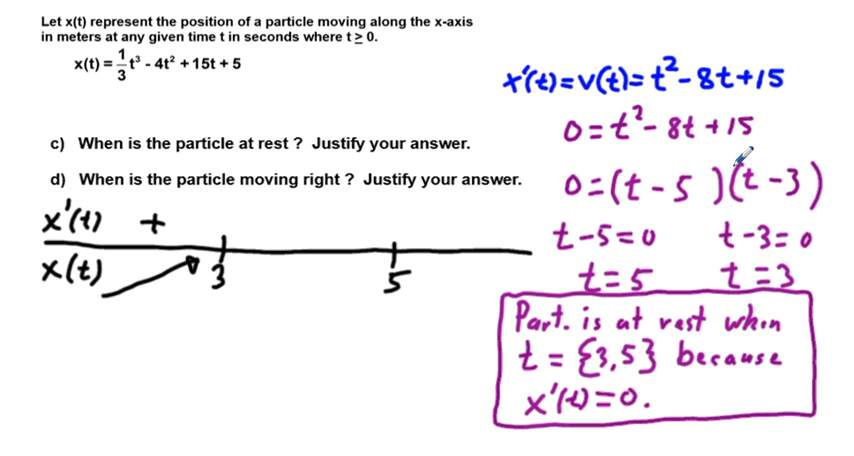 Let x(t) represent the position of a particle moving along the x-axis
in meters at any given time t in seconds where t ≥ 0.
x(t) = 1/3 t³ - 4t² + 15t + 5
x'(t) = v(t) = t² - 8t + 15
0 = t² - 8t + 15
c) When is the particle at rest ? Justify your answer.
d) When is the particle moving right ? Justify your answer.
0 = (t - 5 )(t - 3)
x'(t) +
x(t)
3 5
t - 5 = 0 t - 3 = 0
t = 5 t = 3
Part. is at rest when
t = {3,5} because
x'(t) = 0.